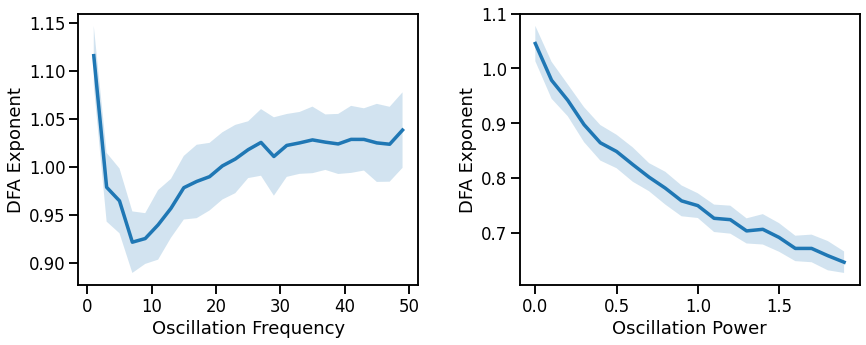 1.15
1.10
1.05
1.00
0.95
0.90
DFA Exponent
0 10 20 30 40 50
Oscillation Frequency
1.1
1.0
0.9
0.8
0.7
DFA Exponent
0.0 0.5 1.0 1.5
Oscillation Power